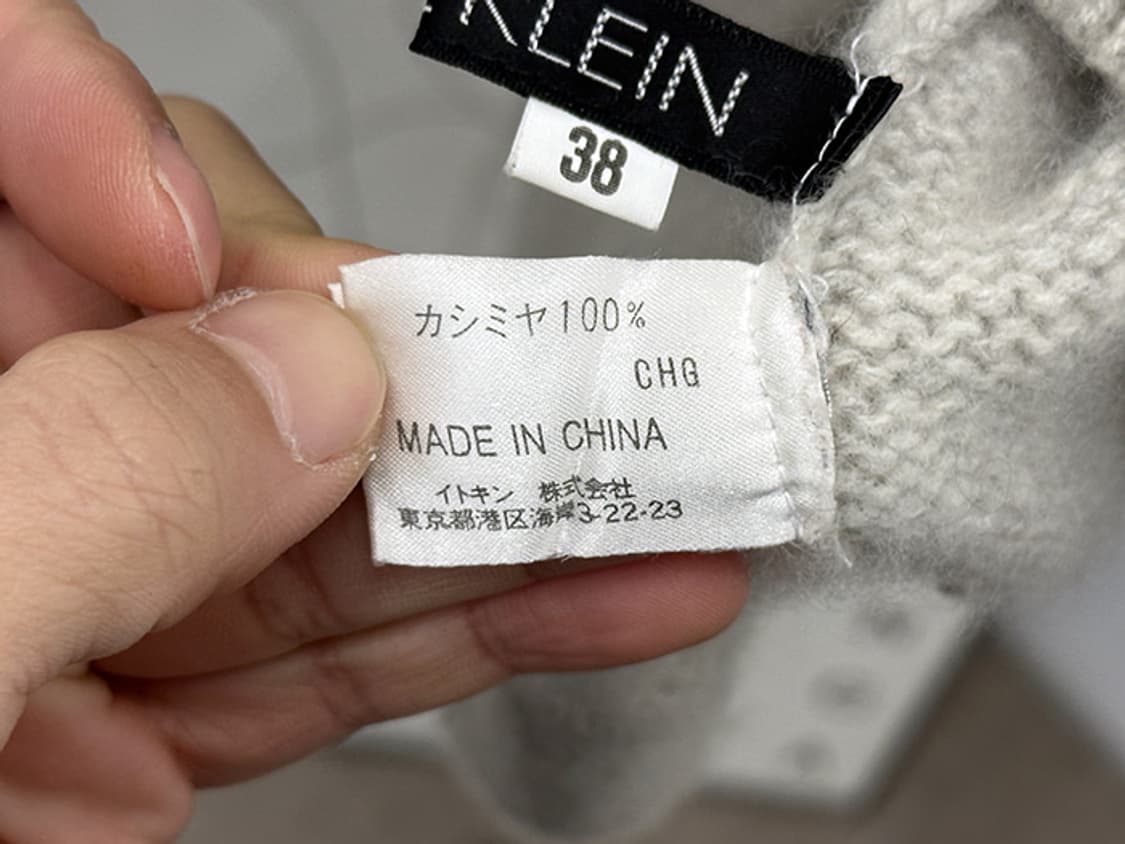 KLEIN
38
カシミヤ100%
CHG
MADE IN CHINA
イトキン 株式会社
東京都港区海岸3-22-23